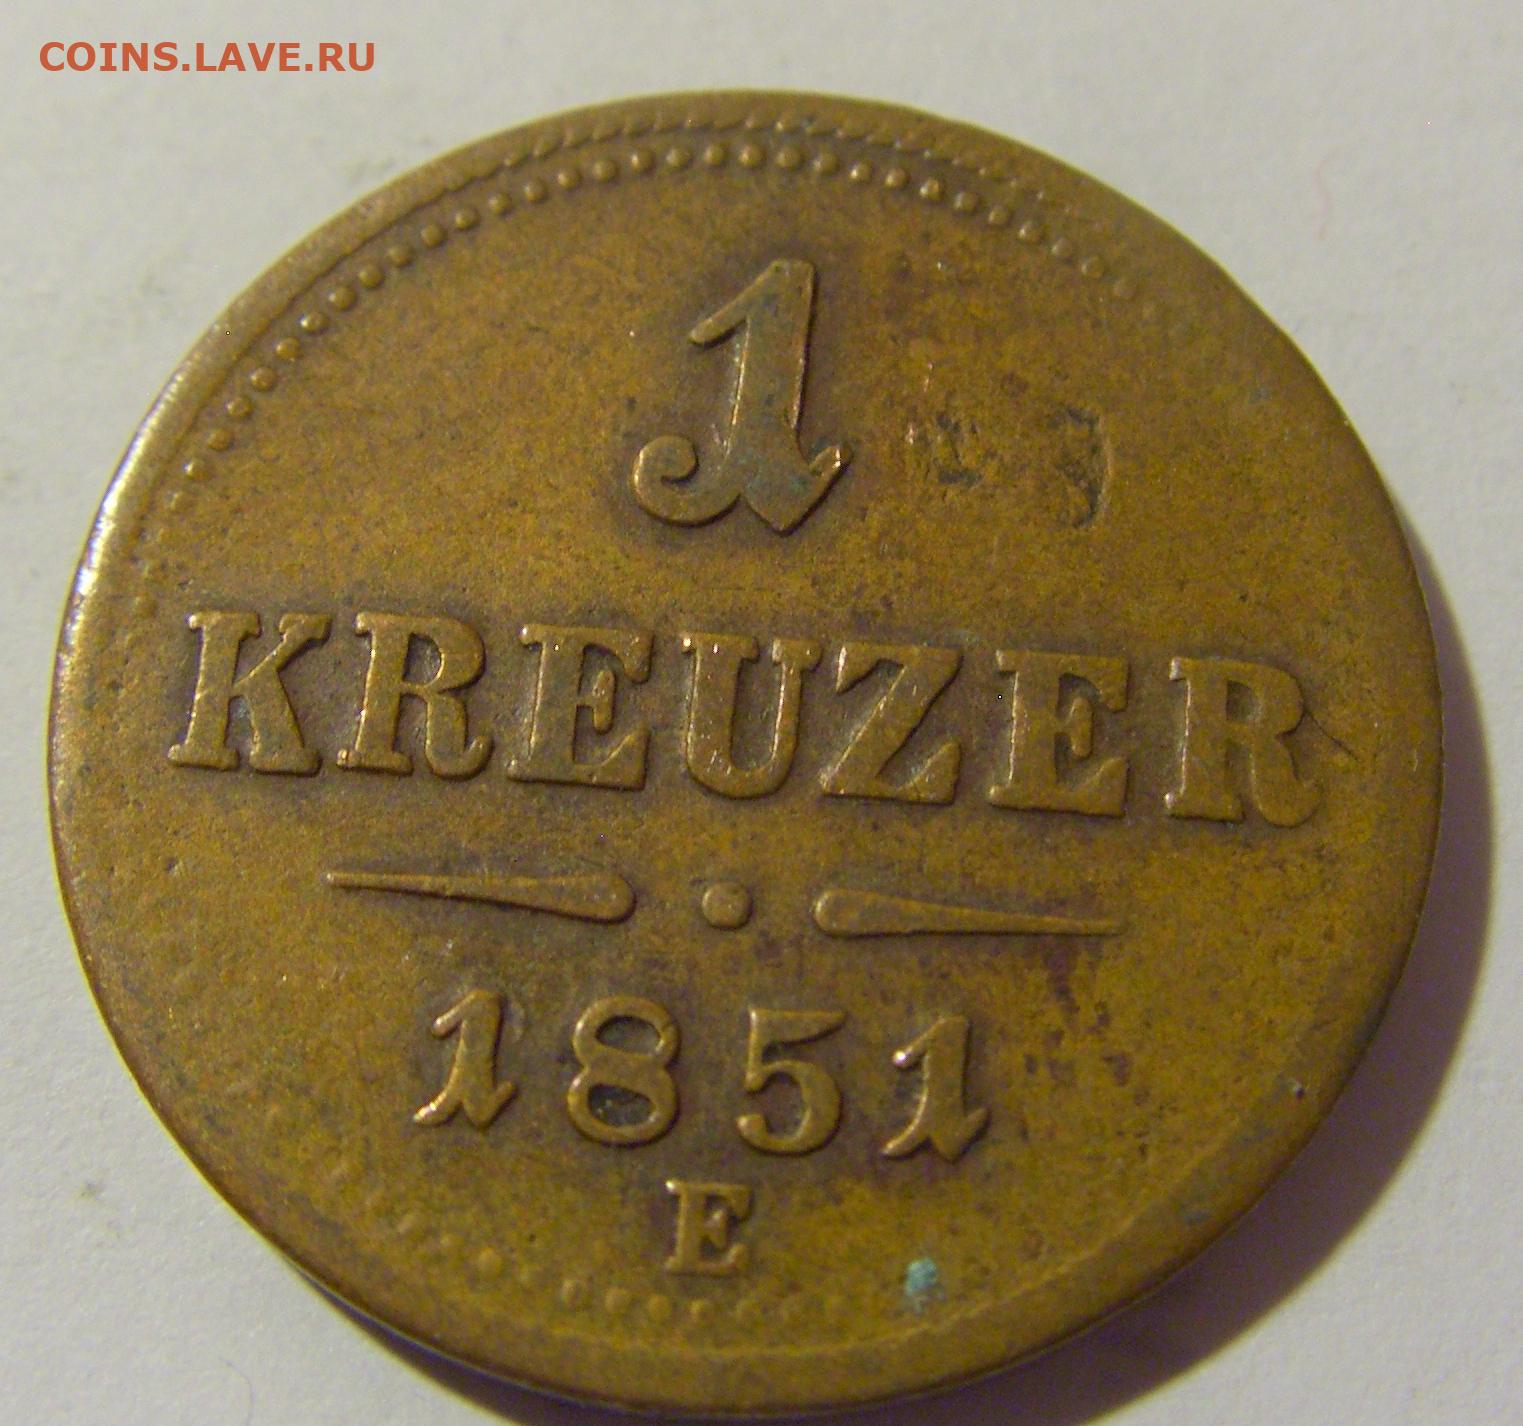 COINS.LAVE.RU
1
KREUZER
1851
E